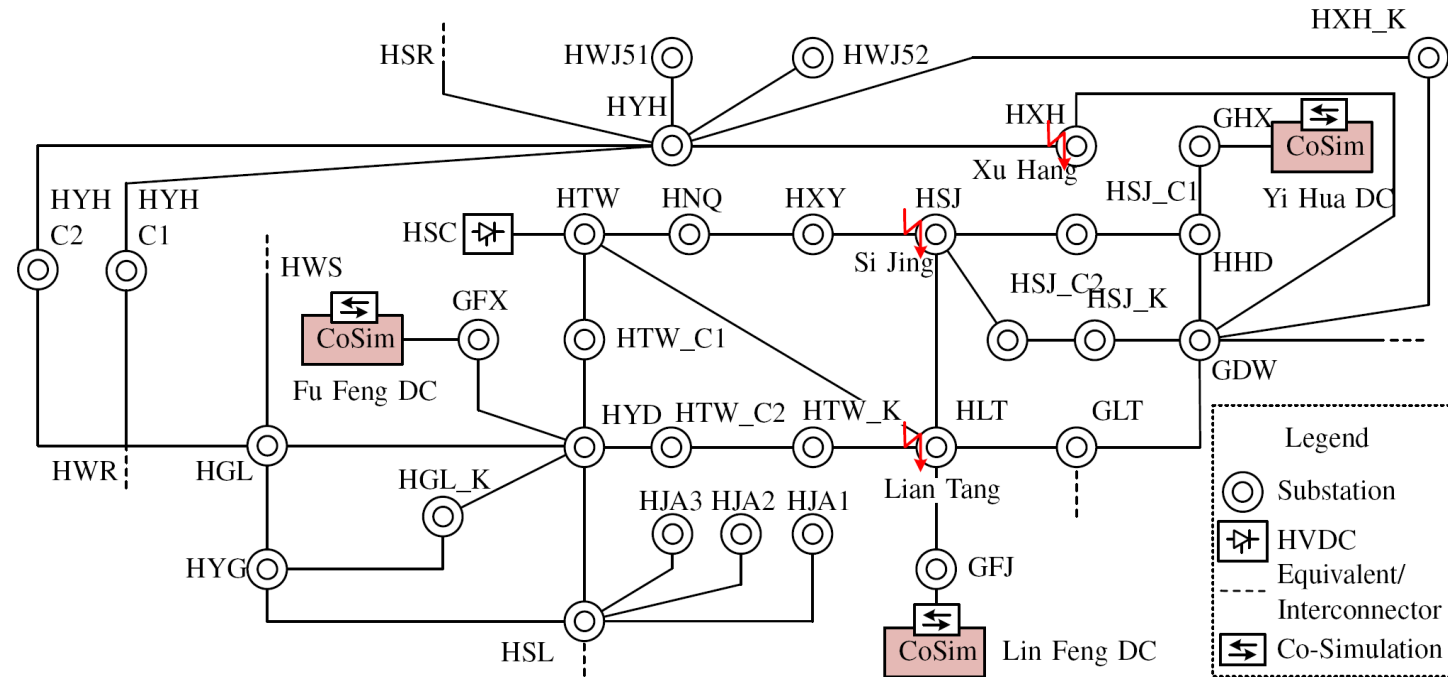 HXH_K
HSR
HWJ51
HWJ52
HYH
HXH
GHX
CoSim
Xu Hang
Yi Hua DC
HYH
C2
HYH
C1
HTW
HNQ
HXY
HSJ
HSJ_C1
HSC
Si Jing
HHD
HWS
GFX
HSJ_C2
HSJ_K
CoSim
HTW_C1
Fu Feng DC
GDW
HYD
HTW_C2
HTW_K
HLT
GLT
Legend
HWR
HGL
HGL_K
Lian Tang
Substation
HJA3
HJA2
HJA1
HVDC
HYG
GFJ
Equivalent/
Interconnector
HSL
CoSim
Lin Feng DC
Co-Simulation